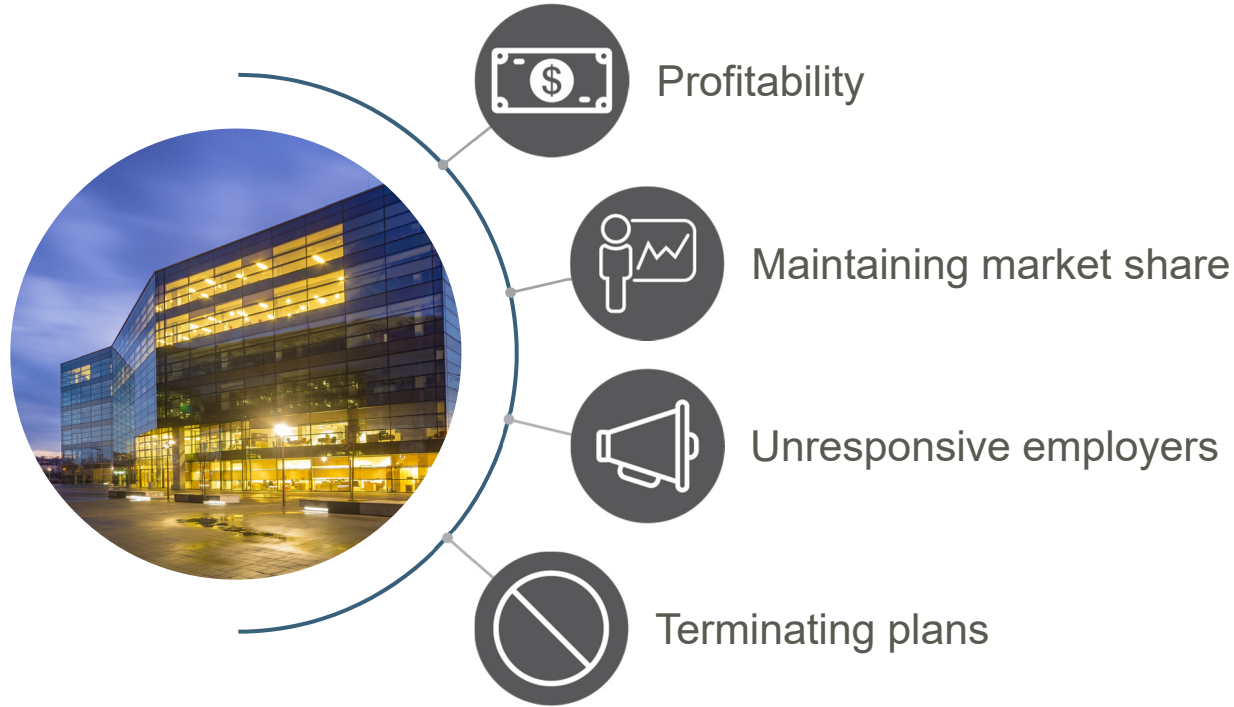 $
Profitability
Maintaining market share
Unresponsive employers
Terminating plans